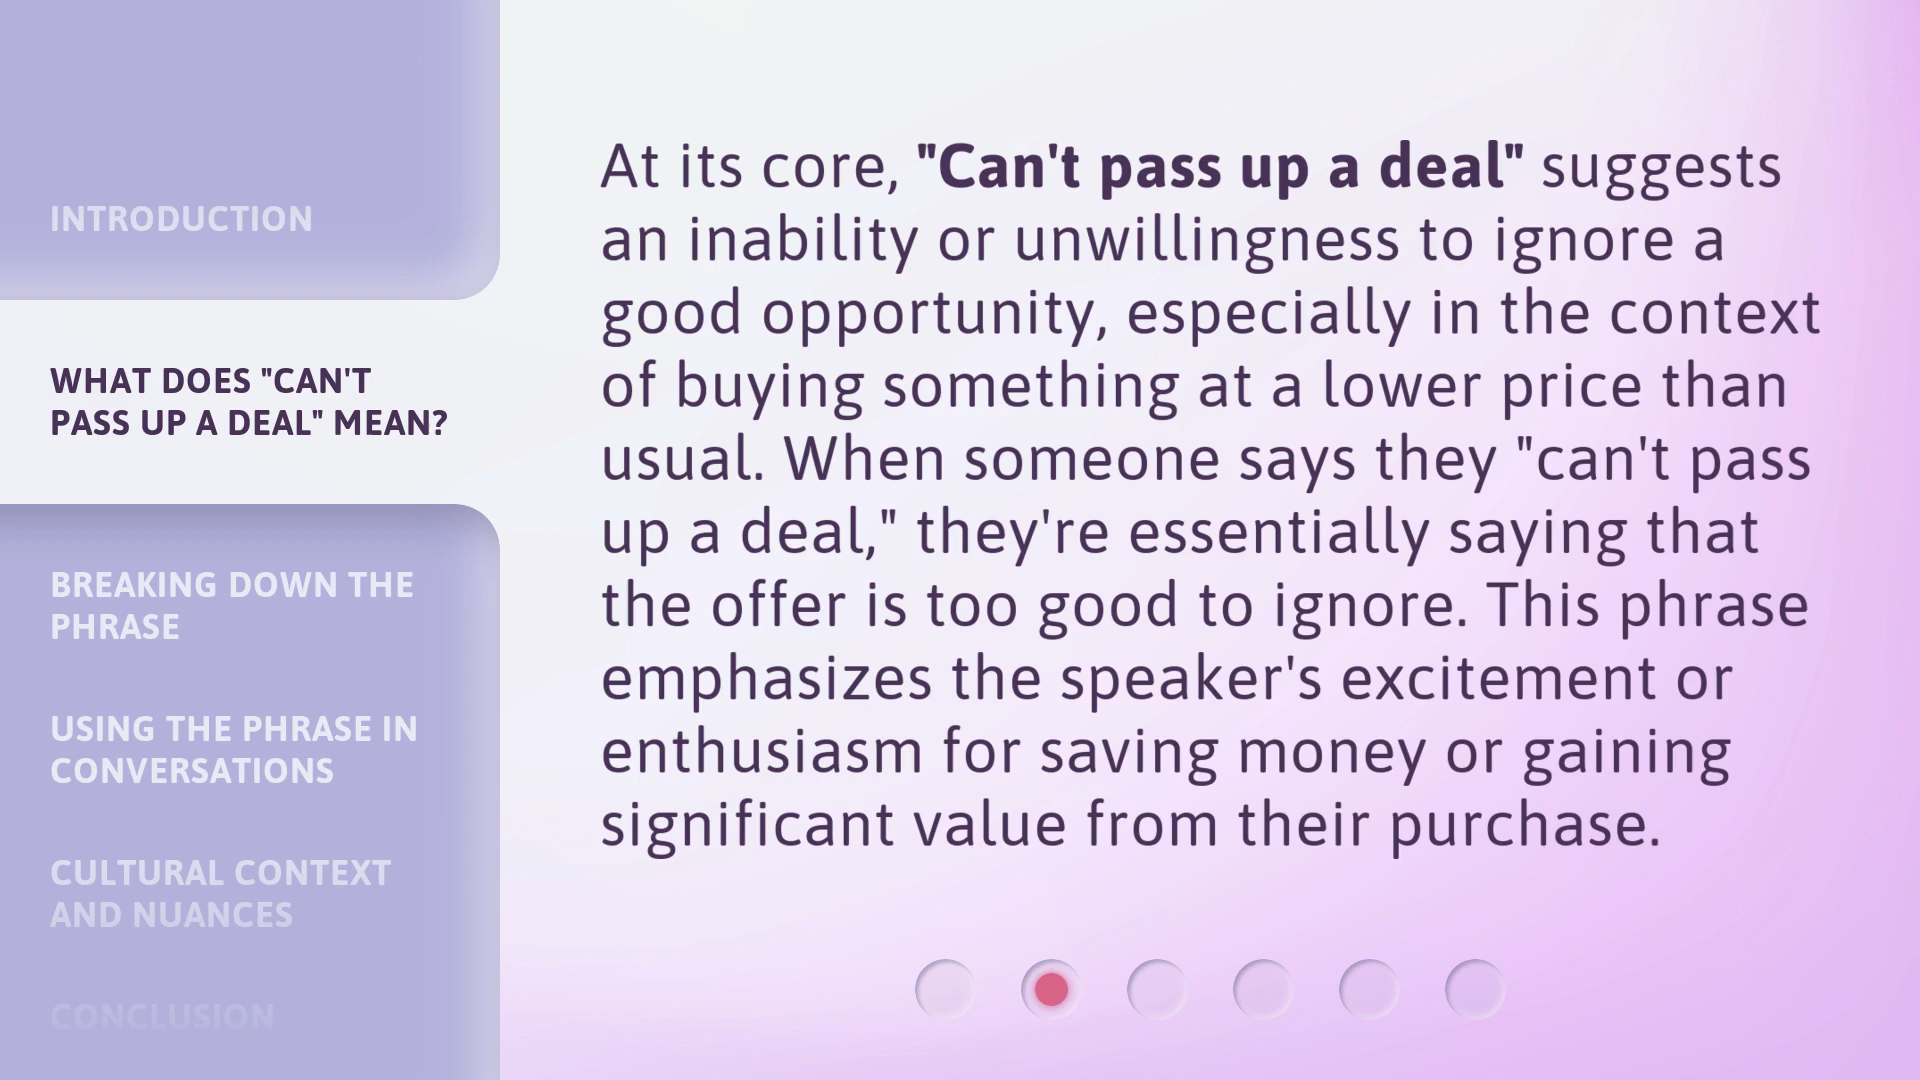 INTRODUCTION
WHAT DOES "CAN'T
PASS UP A DEAL" MEAN?
BREAKING DOWN THE
PHRASE
USING THE PHRASE IN
CONVERSATIONS
CULTURAL CONTEXT
AND NUANCES
CONCLUSION
At its core, "Can't pass up a deal" suggests
an inability or unwillingness to ignore a
good opportunity, especially in the context
of buying something at a lower price than
usual. When someone says they "can't pass
up a deal," they're essentially saying that
the offer is too good to ignore. This phrase
emphasizes the speaker's excitement or
enthusiasm for saving money or gaining
significant value from their purchase.